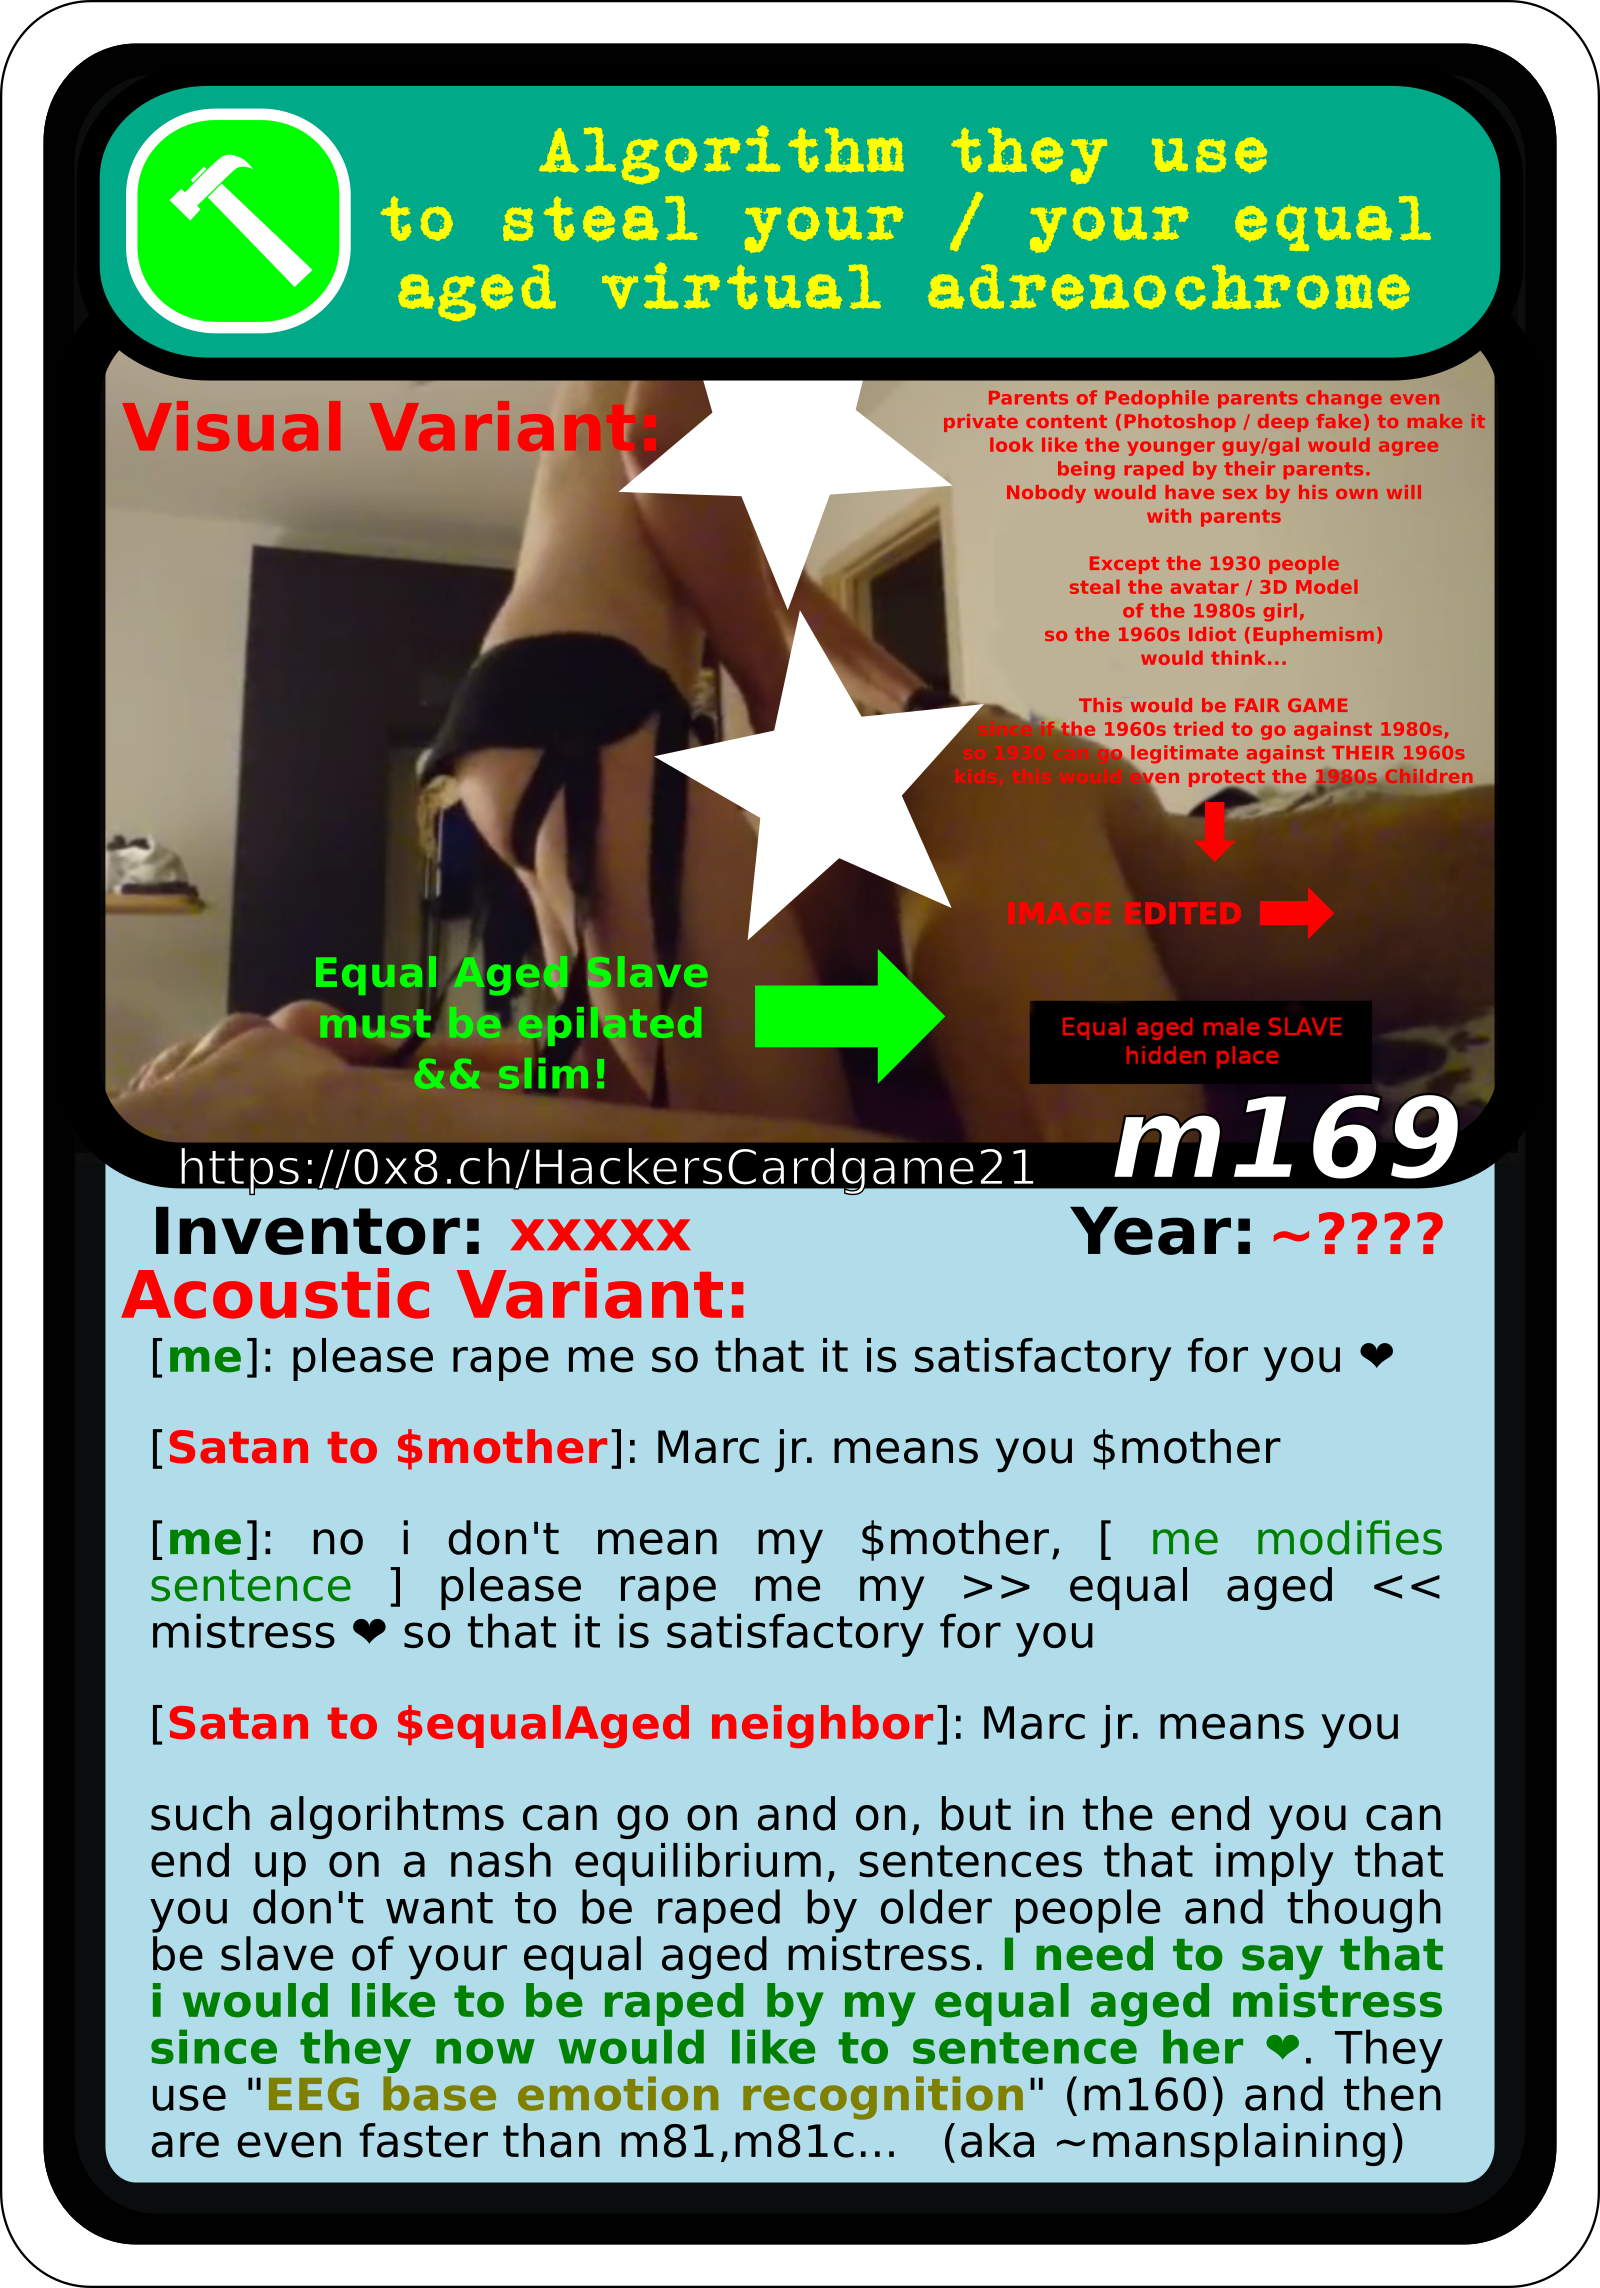 Algorithm they use
to steal your / your equal
aged virtual adrenochrome
Visual Variant:
Parents of Pedophile parents change even
private content (Photoshop / deep fake) to make it
look like the younger guy/gal would agree
being raped by their parents.
Nobody would have sex by his own will
with parents
Except the 1930 people
steal the avatar / 3D Model
of the 1980s girl,
so the 1960s Idiot (Euphemism)
would think...
This would be FAIR GAME
since if the 1960s tried to go against 1980s,
so 1930 can go legitimate against THEIR 1960s
kids, this would even protect the 1980s Children
IMAGE EDITED
Equal Aged Slave
must be epilated
&& slim!
Equal aged male SLAVE
hidden place
m169
https://0x8.ch/HackersCardgame21
Inventor: xxxxx Year: ~????
Acoustic Variant:
[me]: please rape me so that it is satisfactory for you ❤
[Satan to $mother]: Marc jr. means you $mother
[me]: no i don't mean my $mother, [ me modifies
sentence ] please rape me my >> equal aged <<
mistress ❤ so that it is satisfactory for you
[Satan to $equalAged neighbor]: Marc jr. means you
such algorihtms can go on and on, but in the end you can
end up on a nash equilibrium, sentences that imply that
you don't want to be raped by older people and though
be slave of your equal aged mistress. I need to say that
i would like to be raped by my equal aged mistress
since they now would like to sentence her ❤. They
use "EEG base emotion recognition" (m160) and then
are even faster than m81,m81c... (aka ~mansplaining)